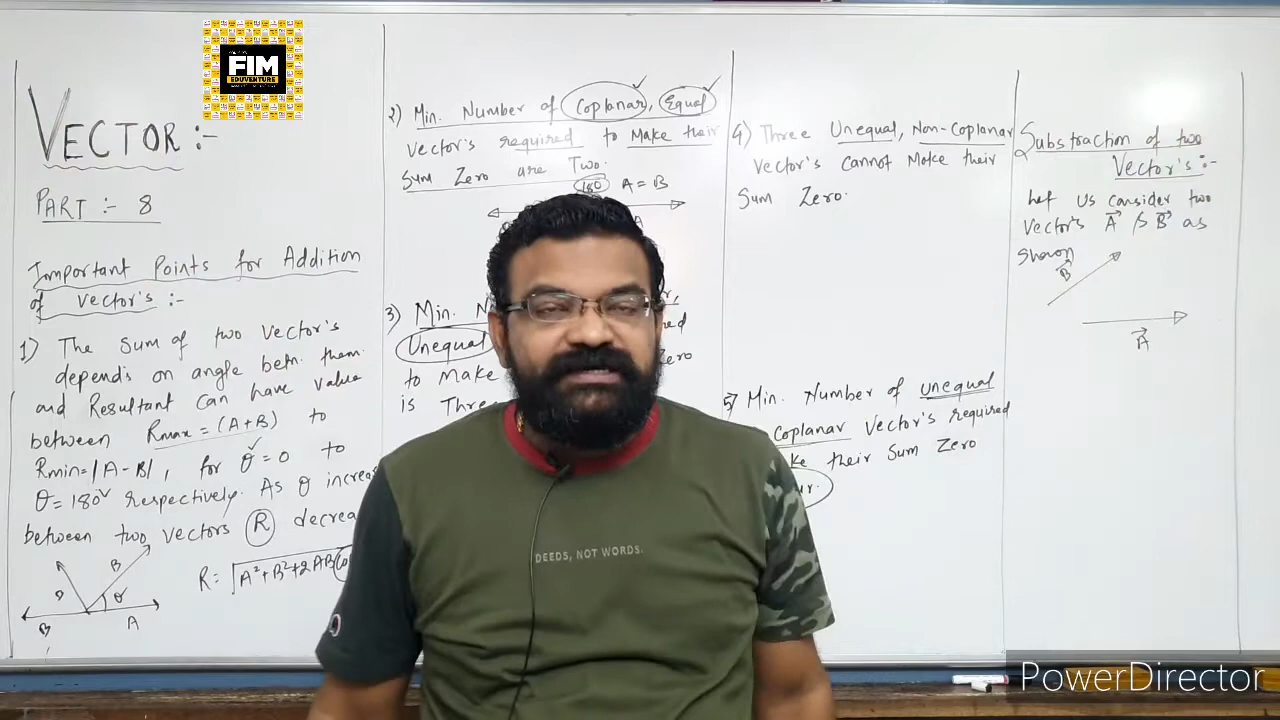 FIM
EDUVENTURE
VECTOR :-
PART :- 8
Important Points for Addition
of Vector's :-
1) The Sum of two Vector's
depends on angle betn. them.
and Resultant can have value
between Rmax = (A+B) to
Rmin = |A - B| , for θ = 0 to
θ = 180° respectively. As θ increa
between two vectors R decrea
B
θ
B
A
R = √A²+B²+2AB
2) Min. Number of Coplanar, Equal
Vector's required to Make their
Sum Zero are Two.
180 A = B
3) Min. N
Unequal
to Make
is Thre
4) Three Unequal, Non-Coplanar
Vector's Cannot Make their
Sum Zero.
5) Min. Number of unequal
Coplanar Vector's required
ke their Sum Zero
ur.
Substraction of two
Vector's :-
Let us consider two
Vector's A⃗ & B⃗ as
shown
B⃗
A⃗
DEEDS, NOT WORDS.
PowerDirector